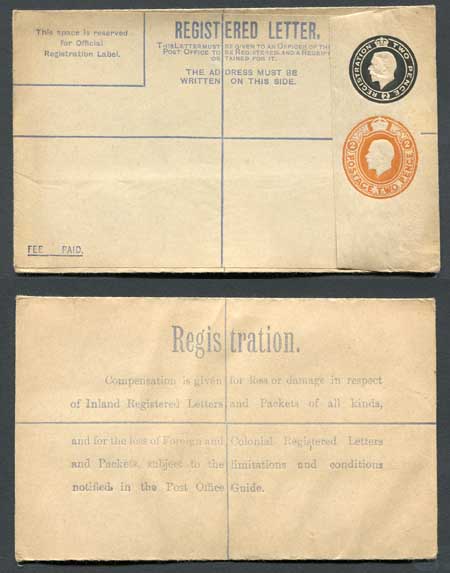 This space is reserved
for Official
Registration Label.
REGISTERED LETTER.
THIS LETTER MUST BE GIVEN TO AN OFFICER OF TH
POST OFFICE TO BE REGISTERED AND A RECEIP
OBTAINED FOR IT.
THE ADDRESS MUST BE
WRITTEN ON THIS SIDE.
REGISTRATION TWO PENCE
POSTAGE TWO PENCE
2 2
FEE PAID.
Registration.
Compensation is given for loss or damage in respect
of Inland Registered Letters and Packets of all kinds,
and for the loss of Foreign and Colonial Registered Letters
and Packets, subject to the limitations and conditions
notified in the Post Office Guide.